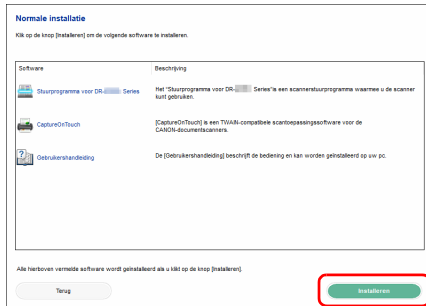 Normale installatie
Klik op de knop [Installeren] om de volgende software te installeren.
Software Beschrijving
Stuurprogramma voor DR- Series
Het "Stuurprogramma voor DR- Series"is een scannerstuurprogramma waarmee u de scanner
kunt gebruiken.
CaptureOnTouch
[CaptureOnTouch] is een TWAIN-compatibele scantoepassingssoftware voor de
CANON-documentscanners.
Gebruikershandleiding
De [Gebruikershandleiding] beschrijft de bediening en kan worden geïnstalleerd op uw pc.
Alle hierboven vermelde software wordt geïnstalleerd als u klikt op de knop [Installeren].
Terug
Installeren